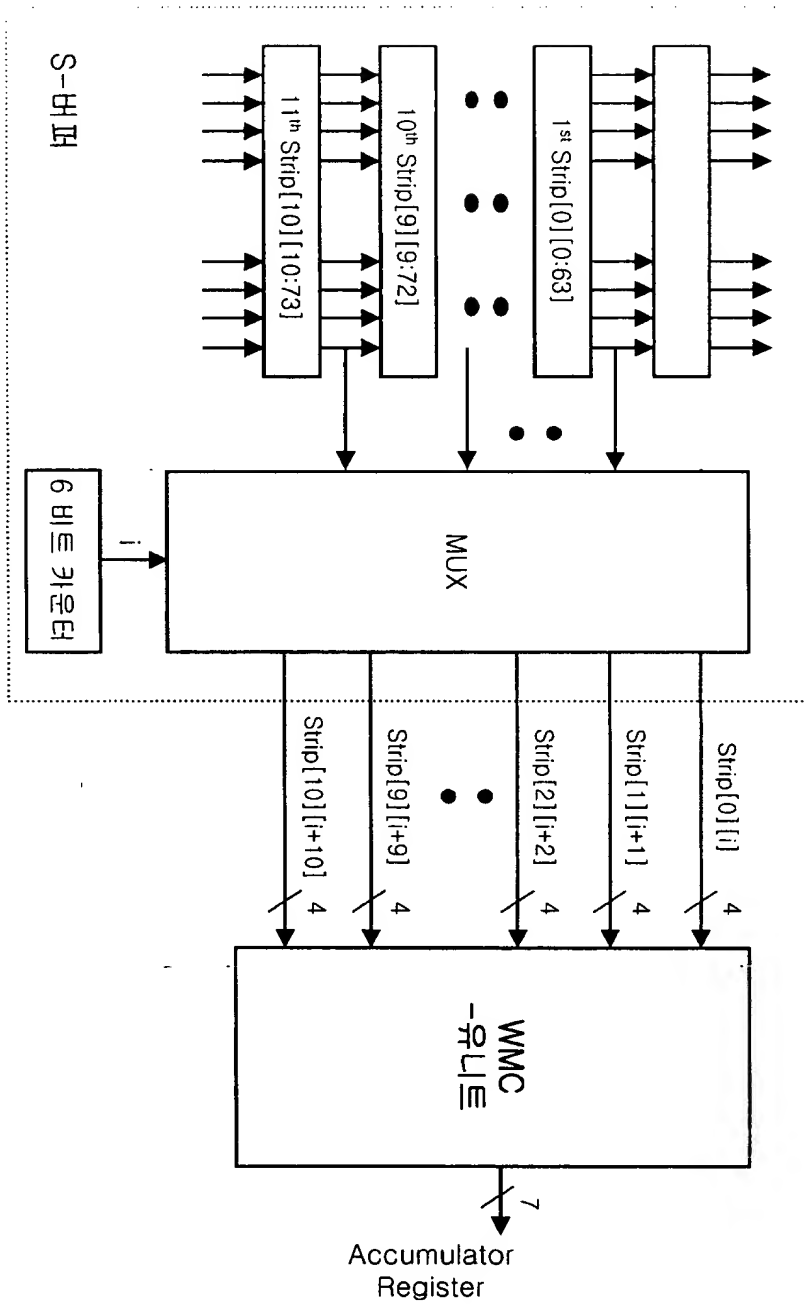 S-버퍼
11th Strip[10][10:73]
10th Strip[9][9:72]
1st Strip[0][0:63]
6 비트 카운터
i
MUX
Strip[10][i+10]
Strip[9][i+9]
Strip[2][i+2]
Strip[1][i+1]
Strip[0][i]
4
4
4
4
4
WMC
-유니트
7
Accumulator
Register